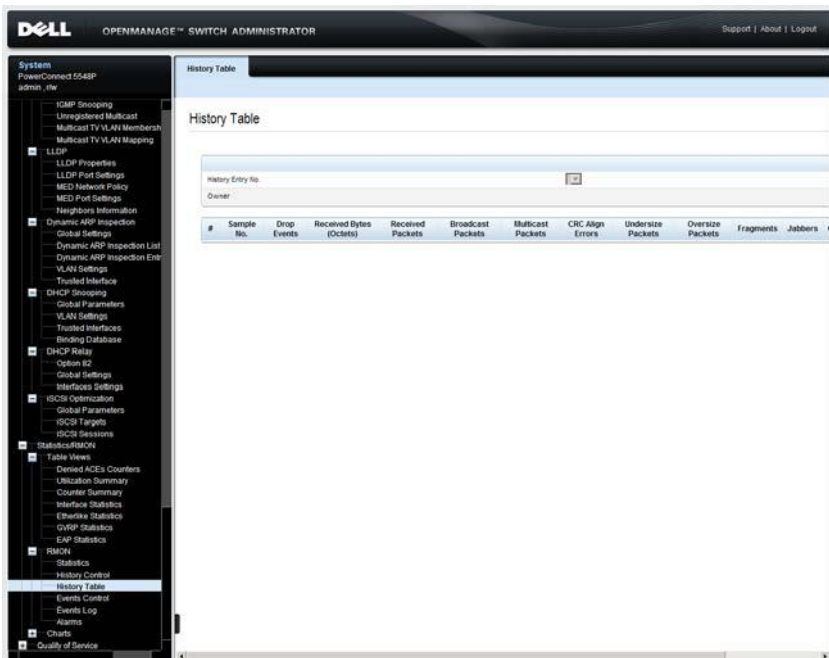 DELL OPENMANAGE™ SWITCH ADMINISTRATOR
Support | About | Logout
System
PowerConnect 5548P
admin , r/w
IGMP Snooping
Unregistered Multicast
Multicast TV VLAN Membersh
Multicast TV VLAN Mapping
LLDP
LLDP Properties
LLDP Port Settings
MED Network Policy
MED Port Settings
Neighbors Information
Dynamic ARP Inspection
Global Settings
Dynamic ARP Inspection List
Dynamic ARP Inspection Entr
VLAN Settings
Trusted Interface
DHCP Snooping
Global Parameters
VLAN Settings
Trusted Interfaces
Binding Database
DHCP Relay
Option 82
Global Settings
Interfaces Settings
iSCSI Optimization
Global Parameters
iSCSI Targets
iSCSI Sessions
Statistics/RMON
Table Views
Denied ACEs Counters
Utilization Summary
Counter Summary
Interface Statistics
Etherlike Statistics
GVRP Statistics
EAP Statistics
RMON
Statistics
History Control
History Table
Events Control
Events Log
Alarms
Charts
Quality of Service
History Table
History Table
History Entry No.
Owner
# Sample No. Drop Events Received Bytes (Octets) Received Packets Broadcast Packets Multicast Packets CRC Align Errors Undersize Packets Oversize Packets Fragments Jabbers